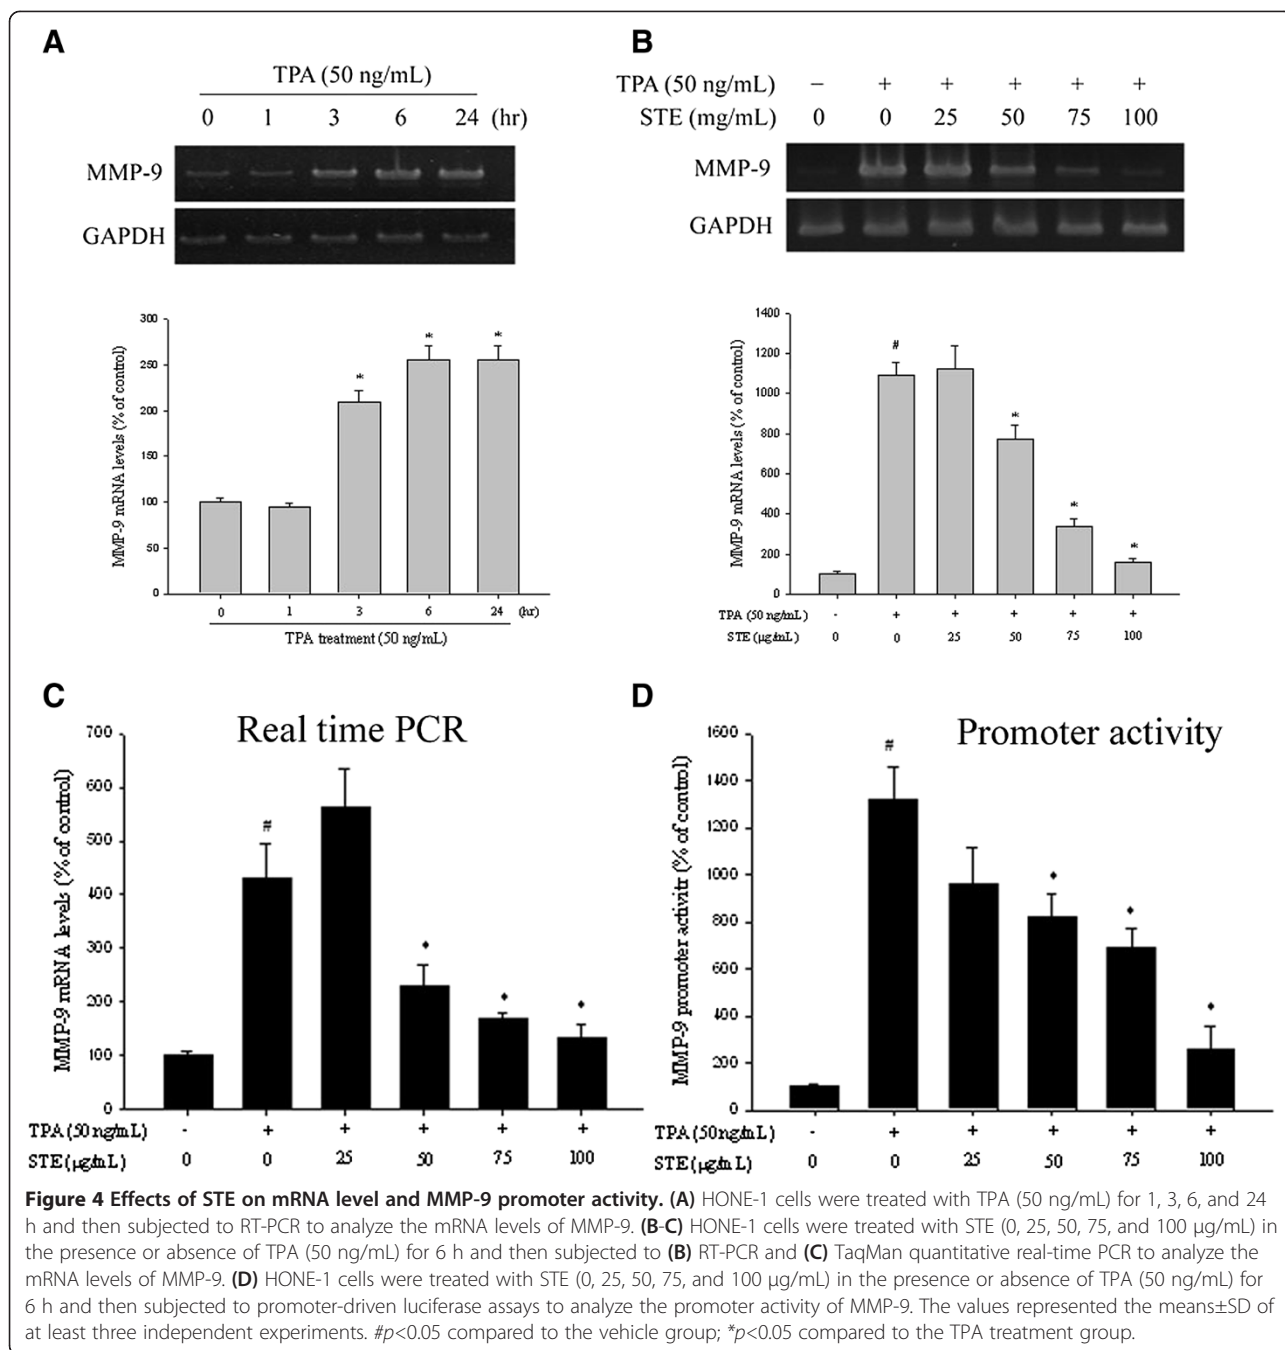 A
TPA (50 ng/mL)
0 1 3 6 24 (hr)
MMP-9
GAPDH
MMP-9 mRNA levels (% of control)
300
250
200
150
100
50
0
* * *
0 1 3 6 24 (hr)
TPA treatment (50 ng/mL)
B
TPA (50 ng/mL) − + + + + +
STE (mg/mL) 0 0 25 50 75 100
MMP-9
GAPDH
MMP-9 mRNA levels (% of control)
1400
1200
1000
800
600
400
200
0
# * * *
TPA (50 ng/mL) - + + + + +
STE (µg/mL) 0 0 25 50 75 100
C
Real time PCR
MMP-9 mRNA levels (% of control)
700
600
500
400
300
200
100
0
#
TPA (50 ng/mL) - + + + + +
STE (µg/mL) 0 0 25 50 75 100
D
Promoter activity
MMP-9 promoter activitr (% of control)
1600
1400
1200
1000
800
600
400
200
0
#
TPA (50ng/mL) - + + + + +
STE (µg/mL) 0 0 25 50 75 100
Figure 4 Effects of STE on mRNA level and MMP-9 promoter activity. (A) HONE-1 cells were treated with TPA (50 ng/mL) for 1, 3, 6, and 24
h and then subjected to RT-PCR to analyze the mRNA levels of MMP-9. (B-C) HONE-1 cells were treated with STE (0, 25, 50, 75, and 100 µg/mL) in
the presence or absence of TPA (50 ng/mL) for 6 h and then subjected to (B) RT-PCR and (C) TaqMan quantitative real-time PCR to analyze the
mRNA levels of MMP-9. (D) HONE-1 cells were treated with STE (0, 25, 50, 75, and 100 µg/mL) in the presence or absence of TPA (50 ng/mL) for
6 h and then subjected to promoter-driven luciferase assays to analyze the promoter activity of MMP-9. The values represented the means±SD of
at least three independent experiments. #p<0.05 compared to the vehicle group; *p<0.05 compared to the TPA treatment group.